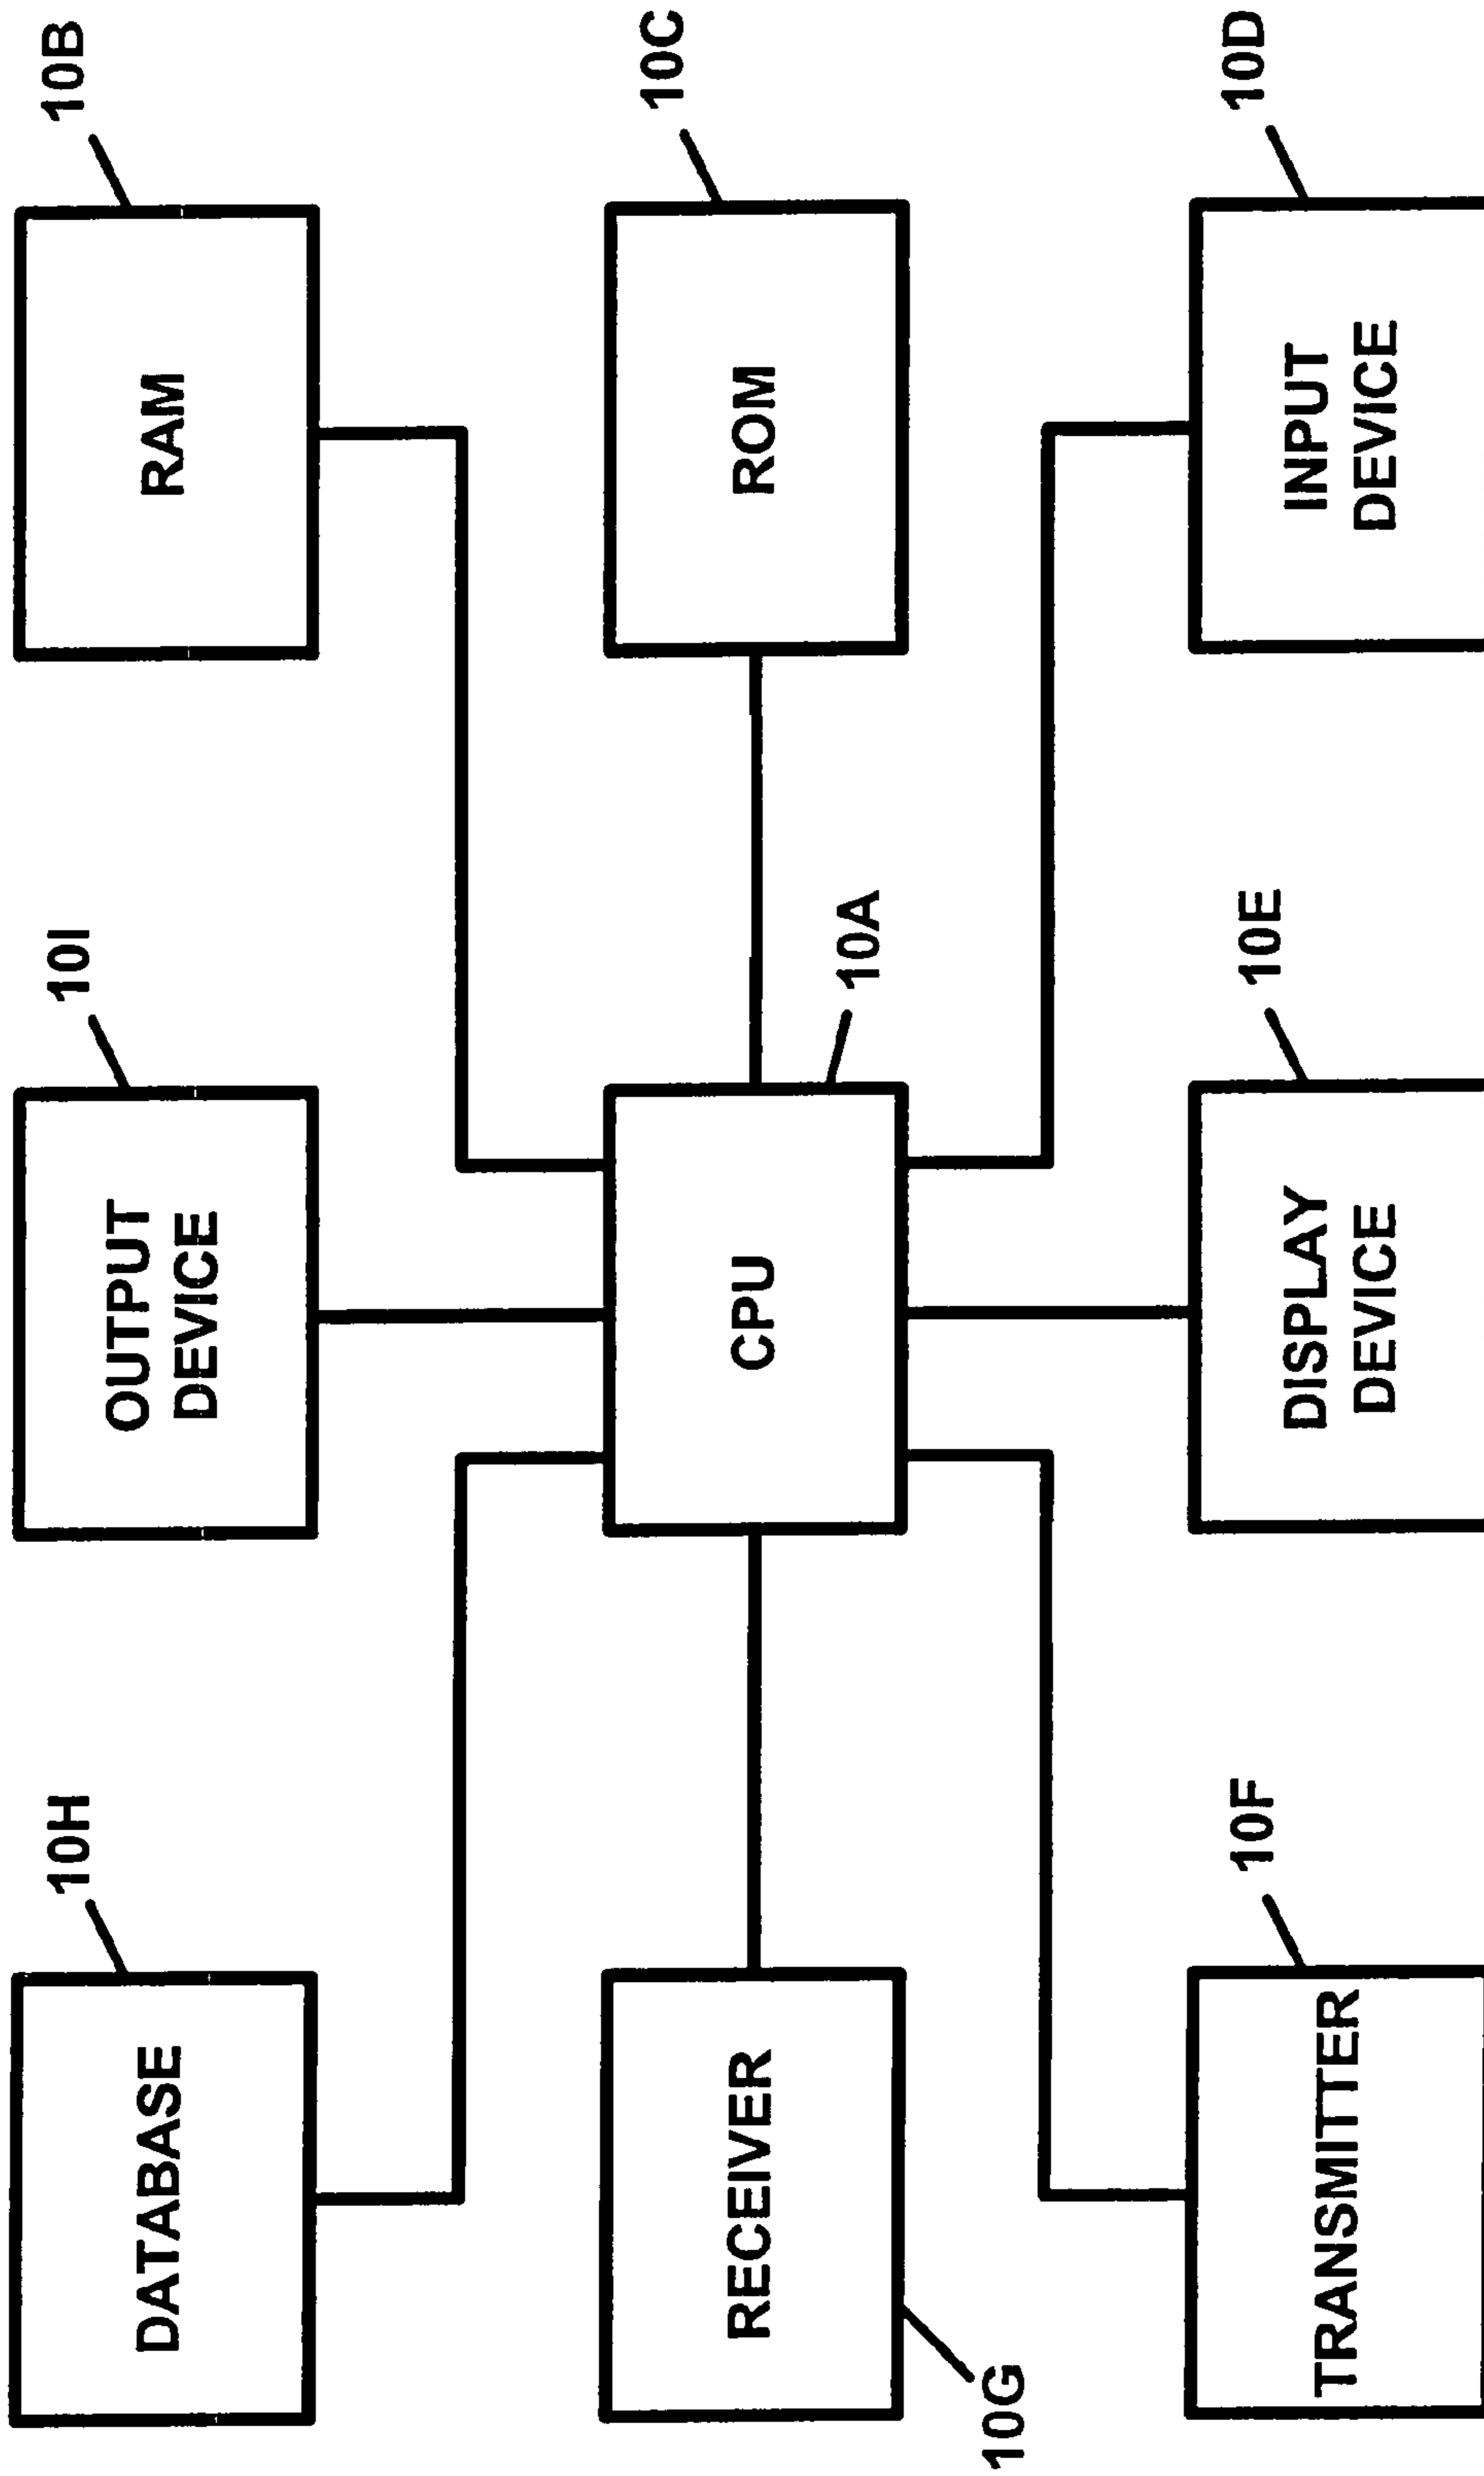 10H
10I
10B
DATABASE
OUTPUT
DEVICE
RAM
10A
10C
RECEIVER
CPU
ROM
10G
10F
10E
10D
TRANSMITTER
DISPLAY
DEVICE
INPUT
DEVICE